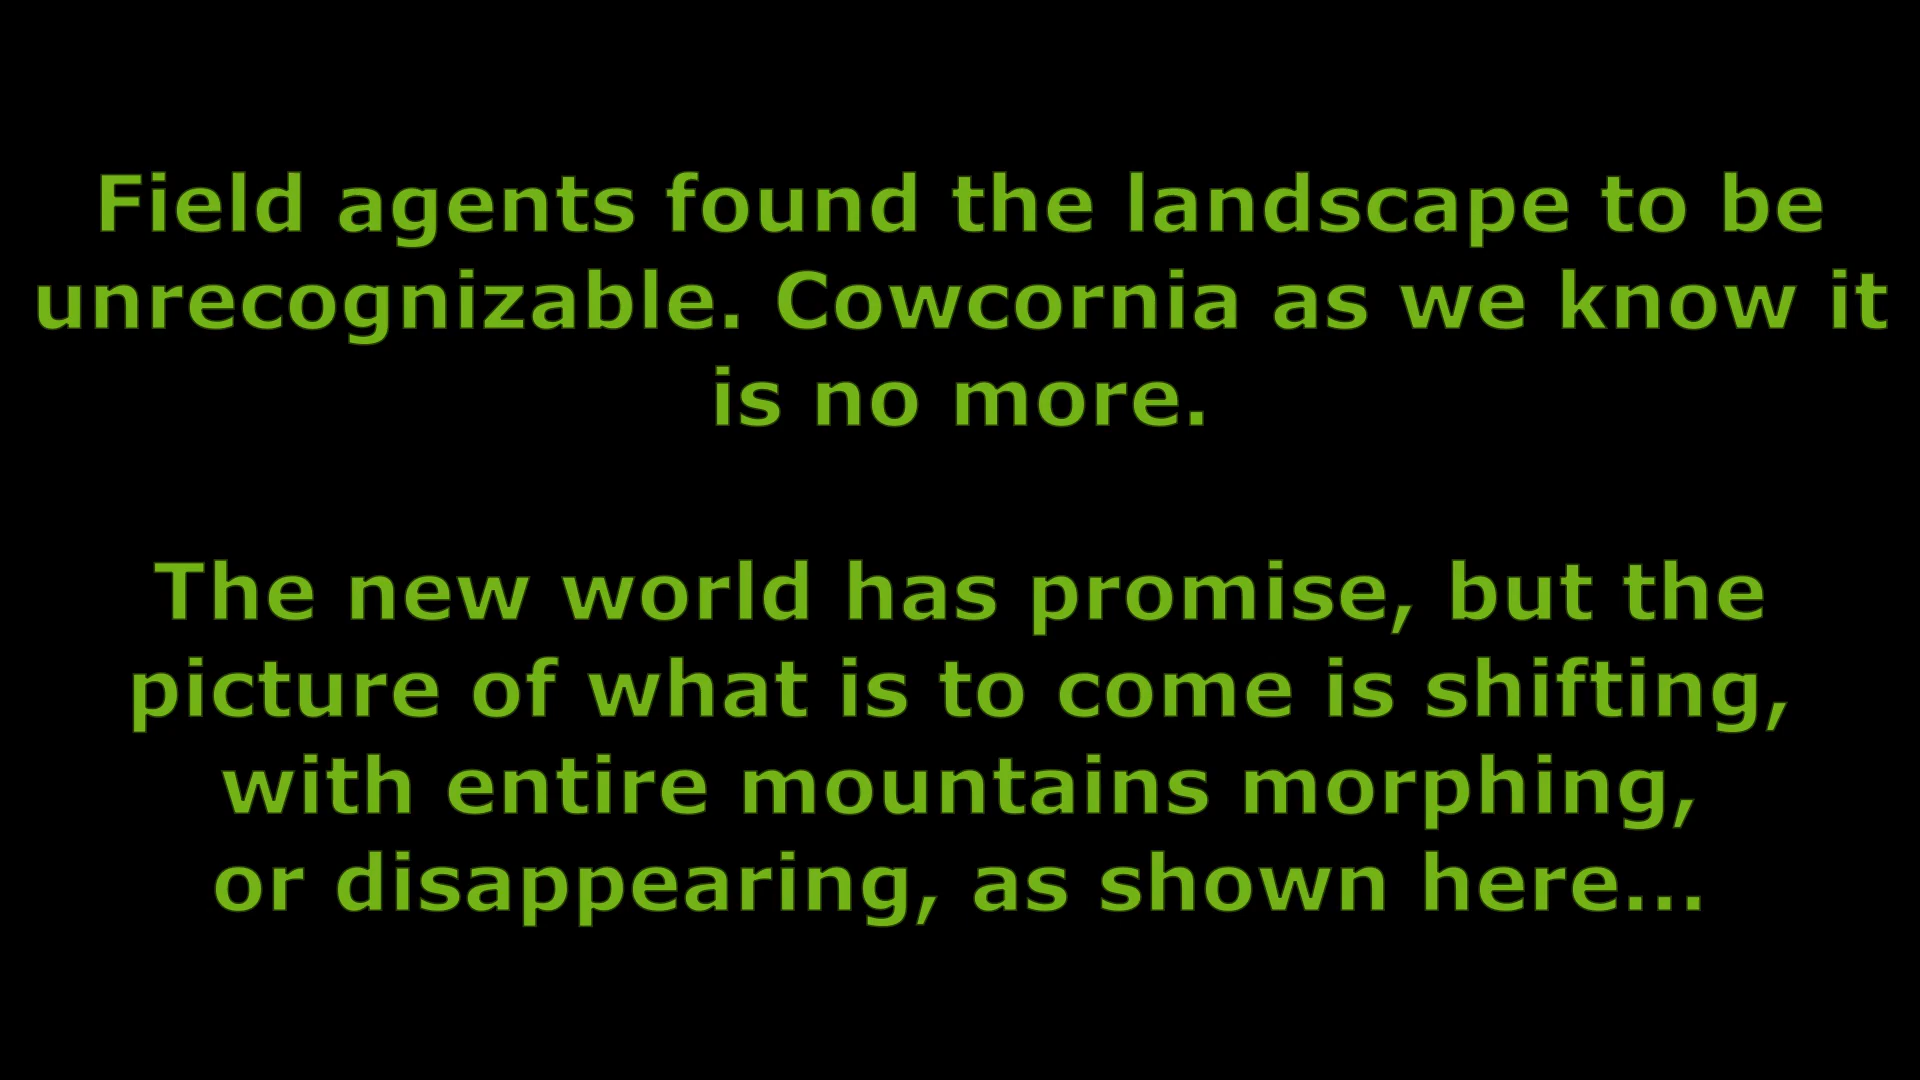 Field agents found the landscape to be
unrecognizable. Cowcornia as we know it
is no more.
The new world has promise, but the
picture of what is to come is shifting,
with entire mountains morphing,
or disappearing, as shown here...